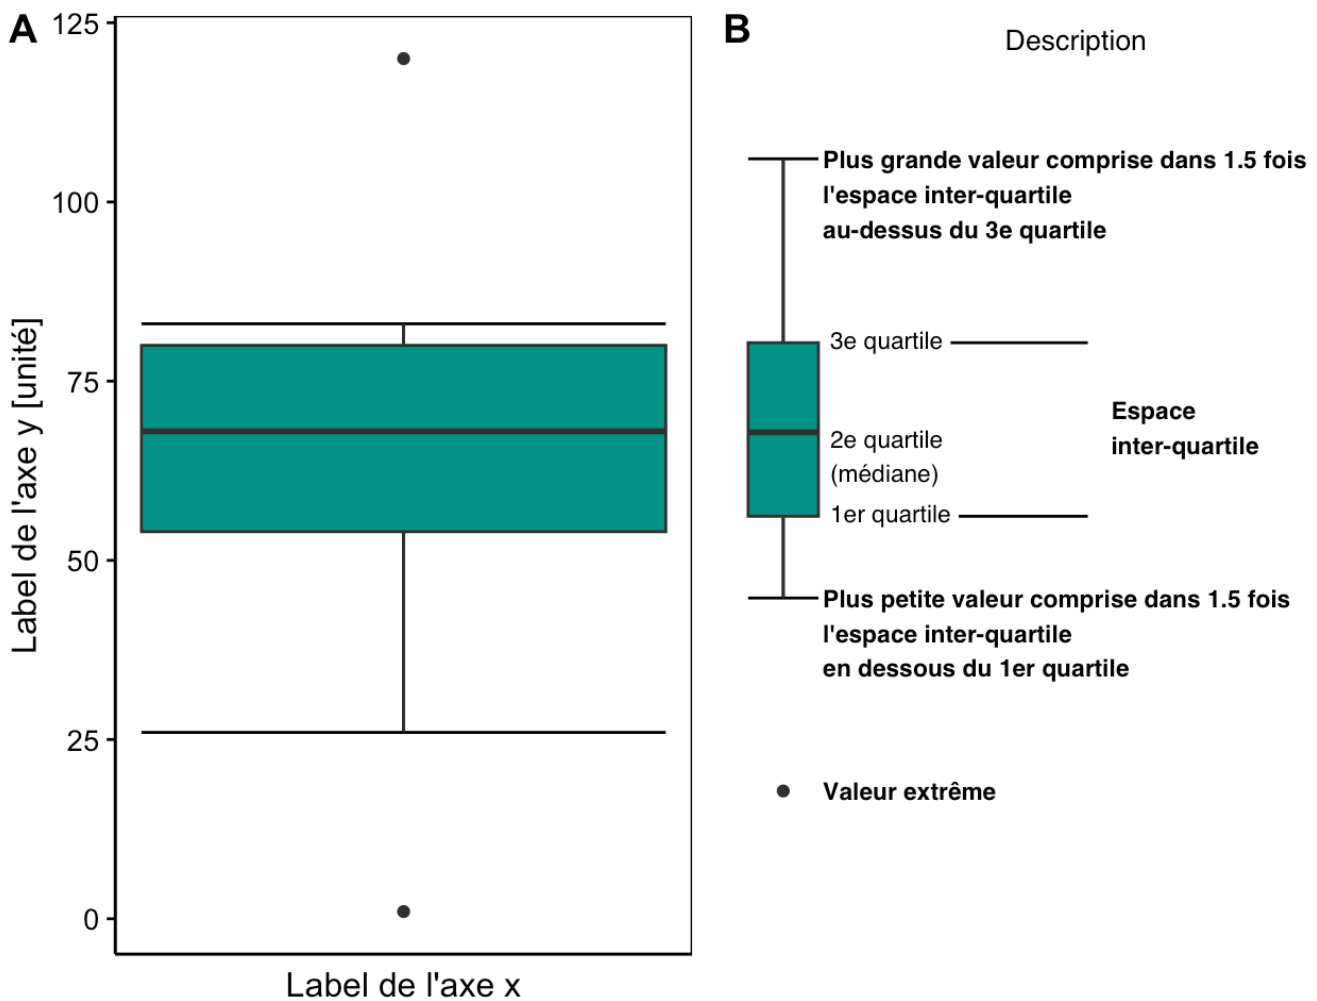 A
125
100
75
50
25
0
Label de l'axe y [unité]
Label de l'axe x
B
Description
Plus grande valeur comprise dans 1.5 fois
l'espace inter-quartile
au-dessus du 3e quartile
3e quartile
Espace
inter-quartile
2e quartile
(médiane)
1er quartile
Plus petite valeur comprise dans 1.5 fois
l'espace inter-quartile
en dessous du 1er quartile
Valeur extrême